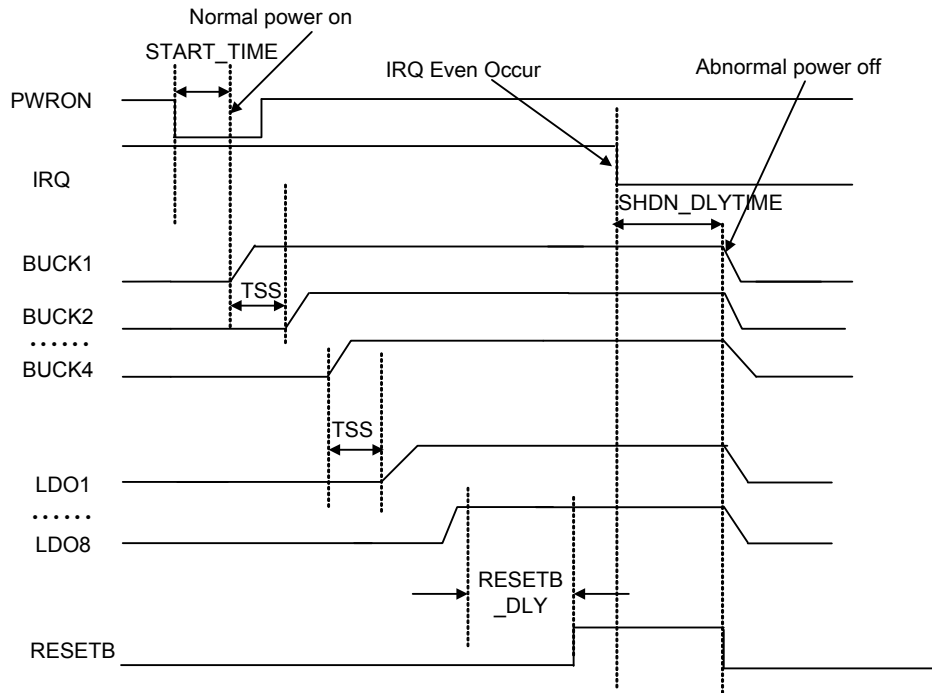 Normal power on
START_TIME
IRQ Even Occur
Abnormal power off
PWRON
IRQ
SHDN_DLYTIME
BUCK1
TSS
BUCK2
......
BUCK4
TSS
LDO1
......
LDO8
RESETB
_DLY
RESETB